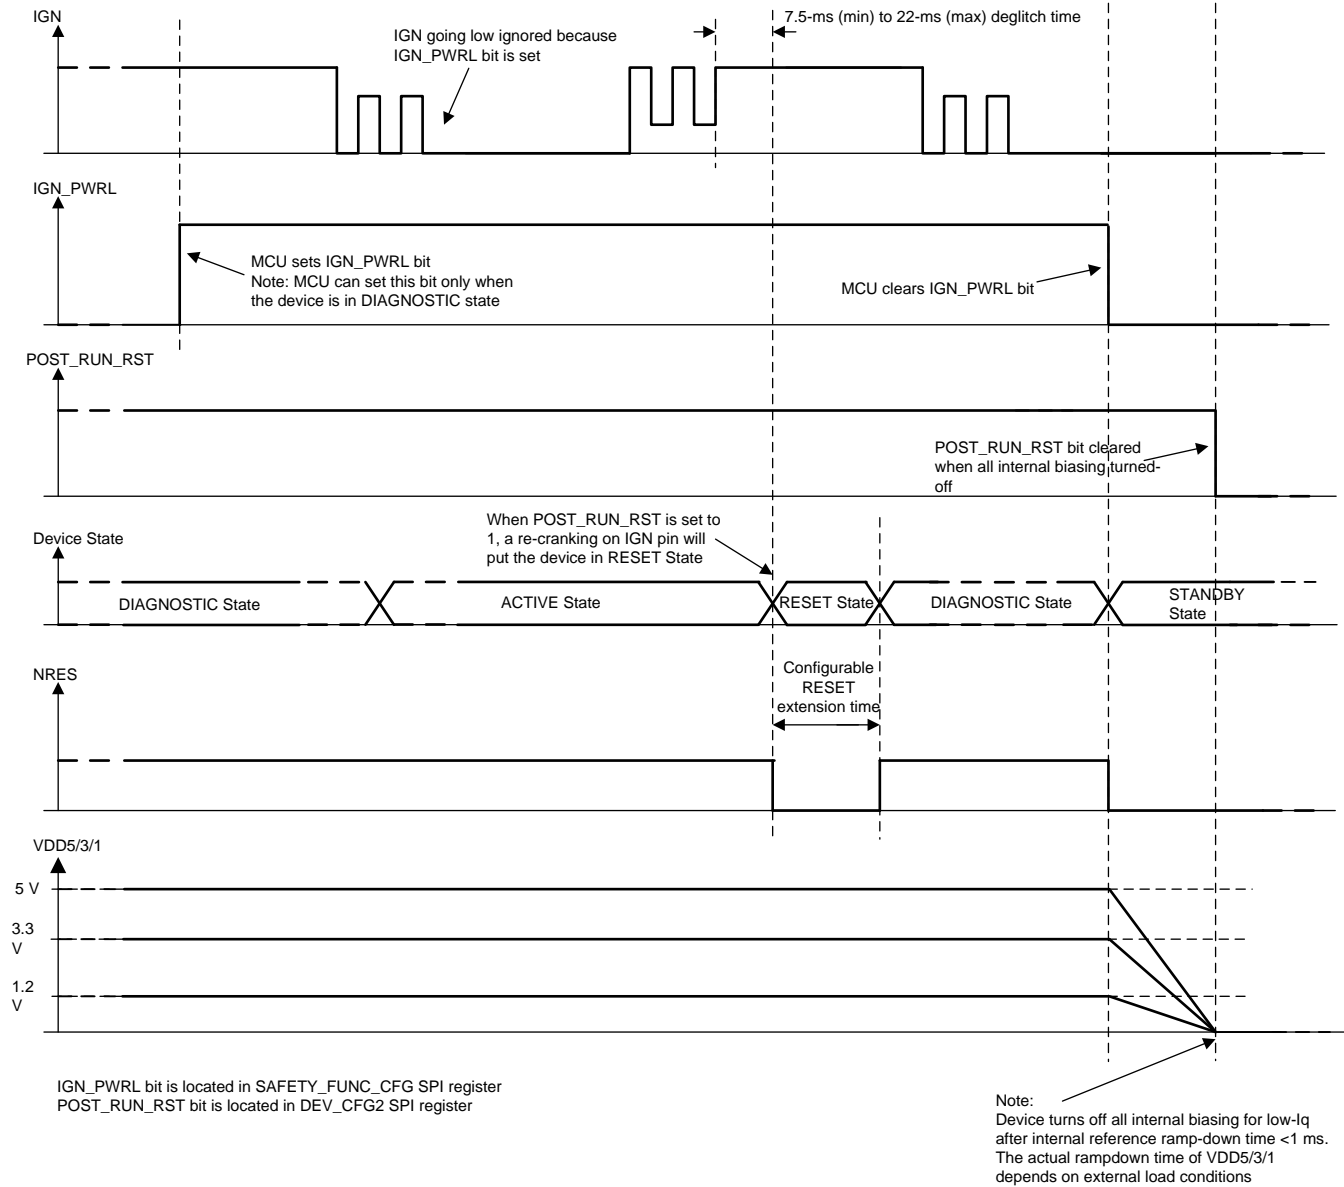 IGN
7.5-ms (min) to 22-ms (max) deglitch time
IGN going low ignored because
IGN_PWRL bit is set
IGN_PWRL
MCU sets IGN_PWRL bit
Note: MCU can set this bit only when
the device is in DIAGNOSTIC state
MCU clears IGN_PWRL bit
POST_RUN_RST
POST_RUN_RST bit cleared
when all internal biasing turned-
off
When POST_RUN_RST is set to
1, a re-cranking on IGN pin will
put the device in RESET State
Device State
DIAGNOSTIC State
ACTIVE State
RESET State
DIAGNOSTIC State
STANDBY
State
NRES
Configurable
RESET
extension time
VDD5/3/1
5 V
3.3
V
1.2
V
IGN_PWRL bit is located in SAFETY_FUNC_CFG SPI register
POST_RUN_RST bit is located in DEV_CFG2 SPI register
Note:
Device turns off all internal biasing for low-Iq
after internal reference ramp-down time <1 ms.
The actual rampdown time of VDD5/3/1
depends on external load conditions